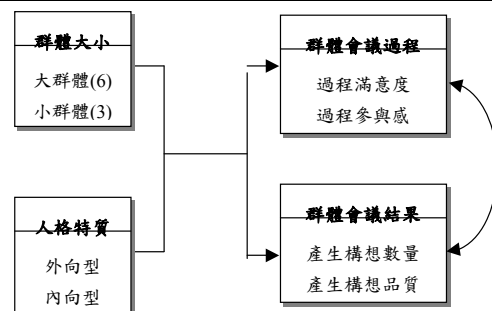 群體大小
大群體(6)
小群體(3)
人格特質
外向型
內向型
群體會議過程
過程滿意度
過程參與感
群體會議結果
產生構想數量
產生構想品質